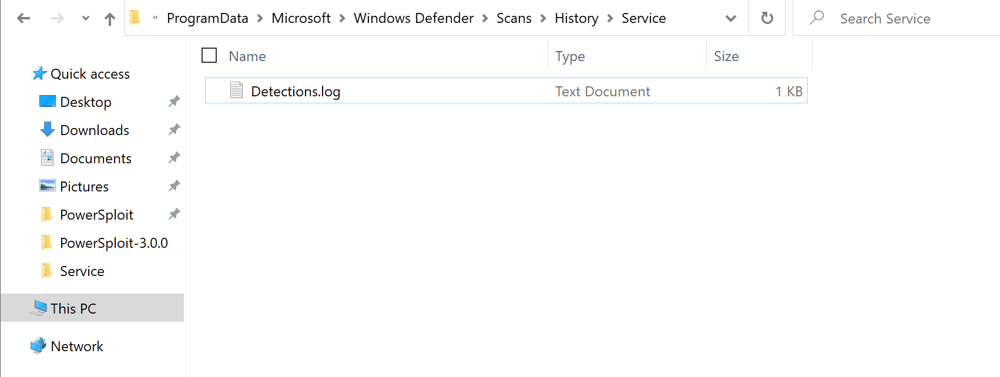 « ProgramData > Microsoft > Windows Defender > Scans > History > Service
Search Service
Name Type Size
Detections.log Text Document 1 KB
Quick access
Desktop
Downloads
Documents
Pictures
PowerSploit
PowerSploit-3.0.0
Service
This PC
Network